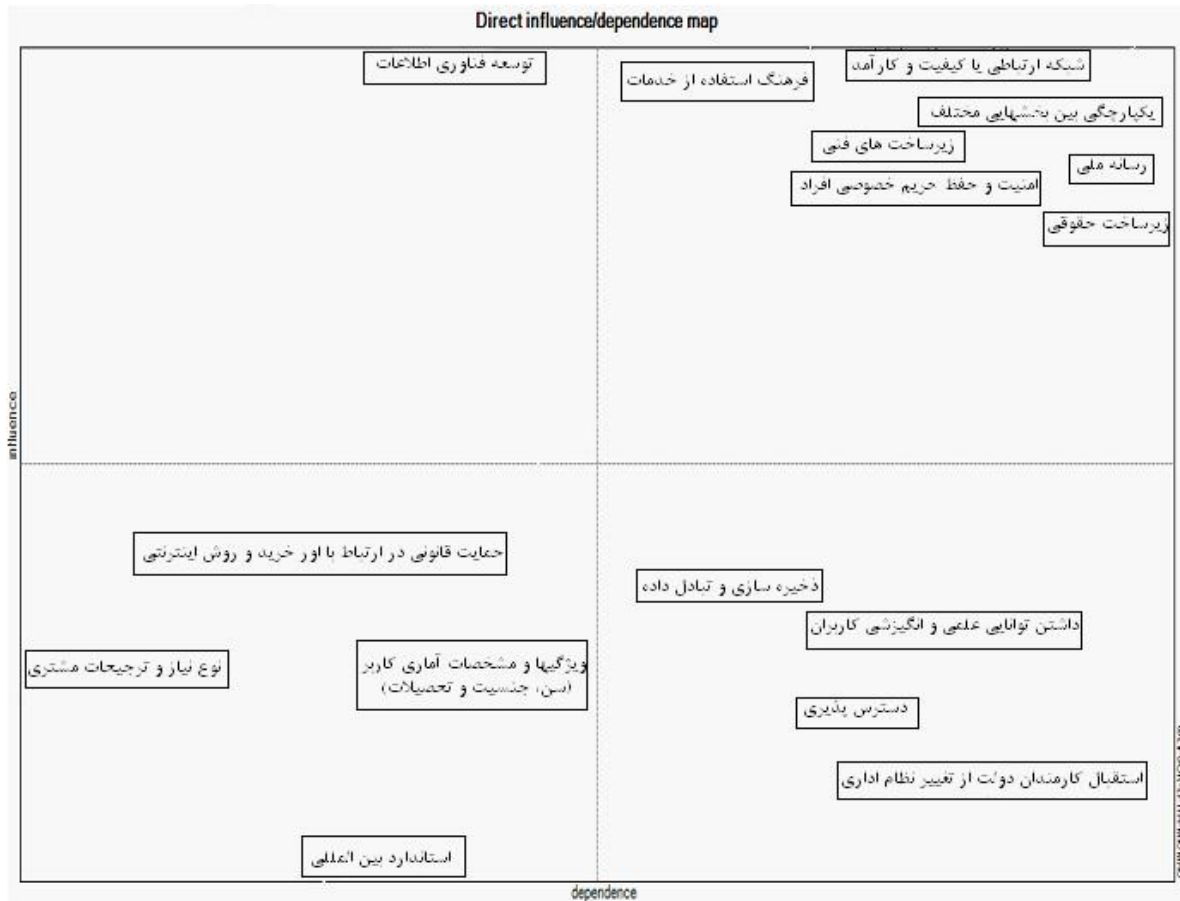 Direct influence/dependence map
توسعه فناوری اطلاعات
شبکه ارتباطی یا کیفیت و کارآمد
فرهنگ استفاده از خدمات
یکپارچگی بین بخشهایی مختلف
زیرساخت های فنی
رسانه ملی
امنیت و حفظ حریم خصوصی افراد
زیرساخت حقوقی
influence
حمایت قانونی در ارتباط با اور خرید و روش اینترنتی
ذخیره سازی و تبادل داده
داشتن توانایی علمی و انگیزشی کاربران
نوع نیاز و ترجیحات مشتری
ویژگیها و مشخصات آماری کاربر
(سن، جنسیت و تحصیلات)
دسترس پذیری
استقبال کارمندان دولت از تغییر نظام اداری
استاندارد بین المللی
dependence